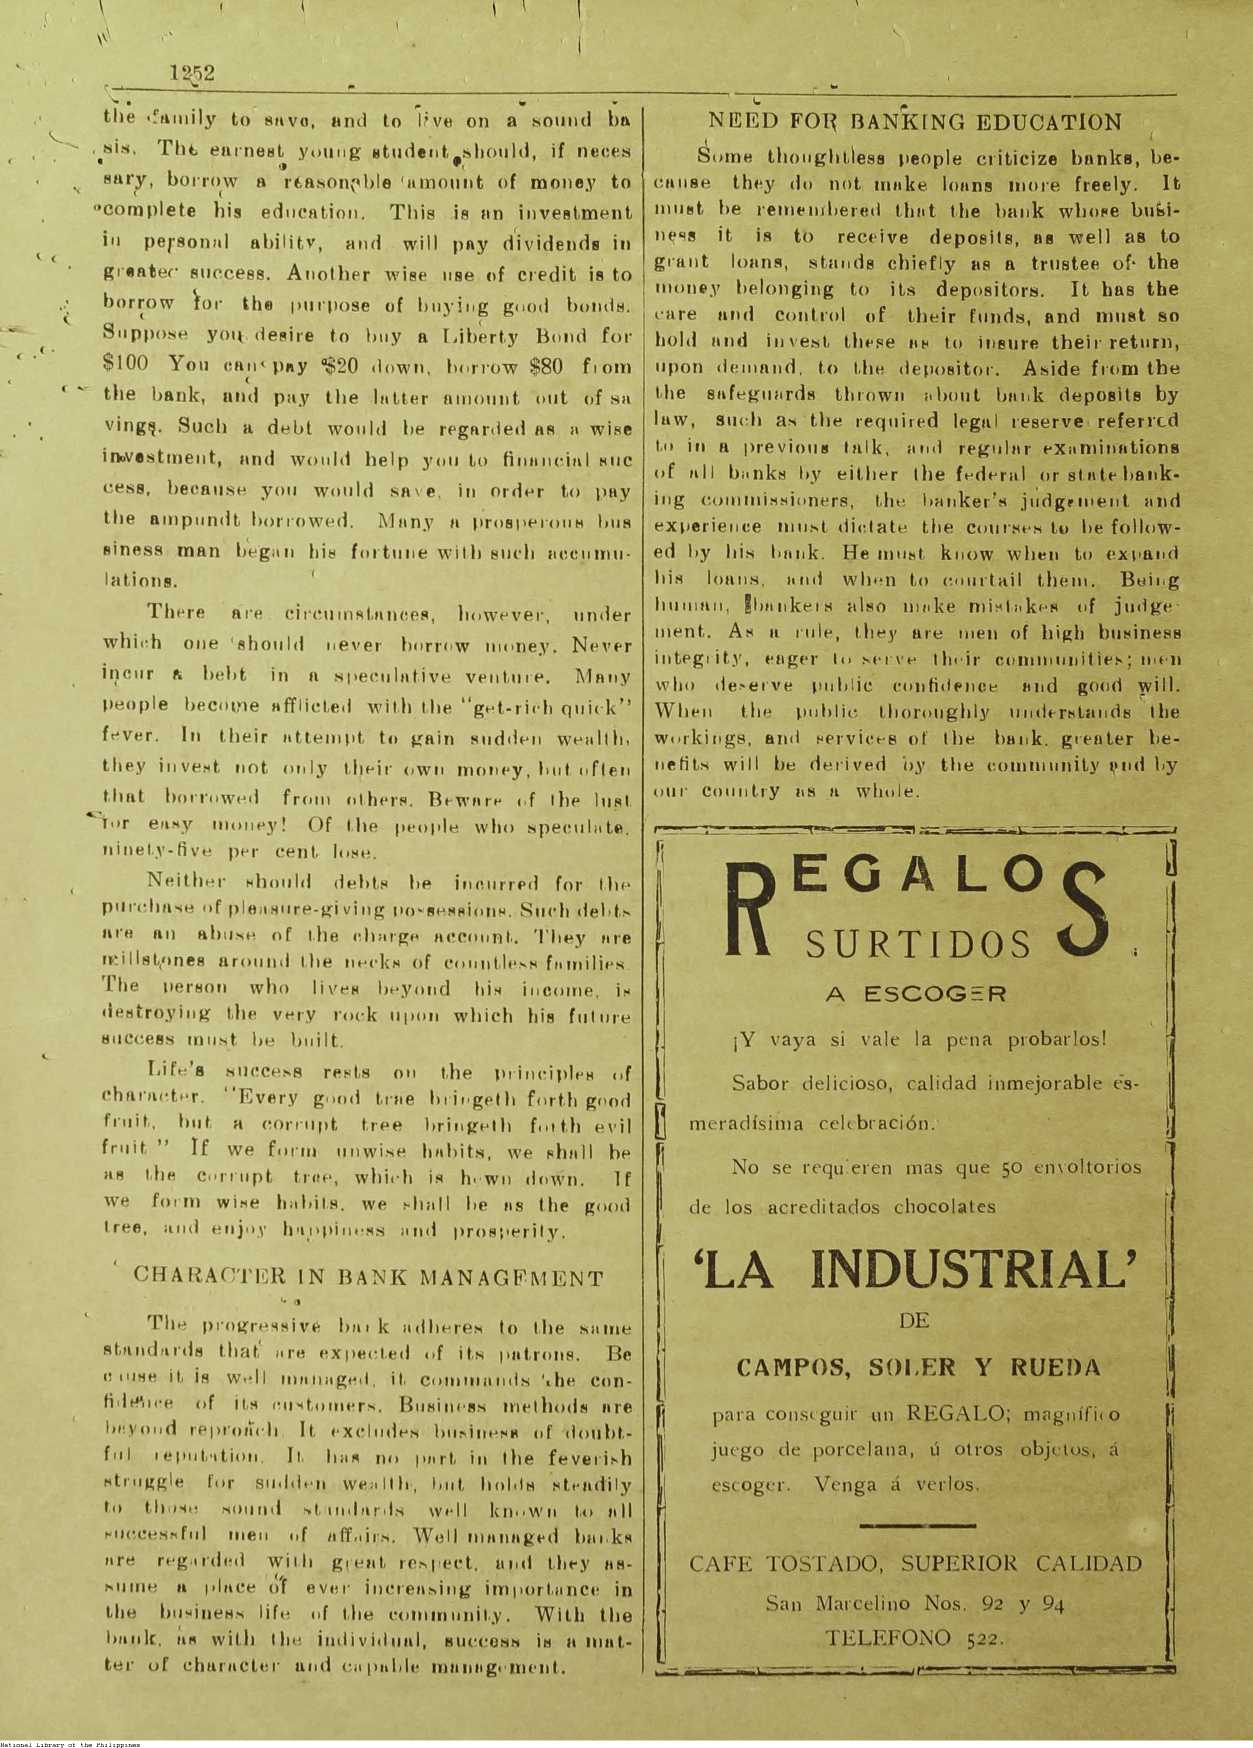 1252
the family to save, and to live on a sound ba
sis. The earnest young student should, if neces
sary, borrow a reasonable amount of money to
complete his education. This is an investment
in personal ability, and will pay dividends in
greater success. Another wise use of credit is to
borrow for the purpose of buying good bonds.
Suppose you desire to buy a Liberty Bond for
$100 You can pay $20 down, borrow $80 from
the bank, and pay the latter amount out of sa
vings. Such a debt would be regarded as a wise
investment, and would help you to financial suc
cess, because you would save, in order to pay
the ampundt borrowed. Many a prosperous bus
siness man began his fortune with such accumu-
lations.
There are circumstances, however, under
which one should never borrow money. Never
incur a bebt in a speculative venture. Many
people become afflicted with the "get-rich quick"
fever. In their attempt to gain sudden wealth,
they invest not only their own money, but often
that borrowed from others. Beware of the lust
for easy money! Of the people who speculate,
ninety-five per cent lose.
Neither should debts be incurred for the
purchase of pleasure-giving possessions. Such debts
are an abuse of the charge account. They are
millstones around the necks of countless families
The person who lives beyond his income, is
destroying the very rock upon which his future
success must be built.
Life's success rests on the principles of
character. "Every good trae bringeth forth good
fruit, but a corrupt tree bringeth forth evil
fruit " If we form unwise habits, we shall be
as the corrupt tree, which is hewn down. If
we form wise habits, we shall be as the good
tree, and enjoy happiness and prosperity.
CHARACTER IN BANK MANAGEMENT
The progressive bank adheres to the same
standards that are expected of its patrons. Be
cause it is well managed, it commands the con-
fidence of its customers. Business methods are
beyond reproach It excludes business of doubt-
ful reputation. It has no part in the feverish
struggle for sudden wealth, but holds steadily
to those sound standards well known to all
successful men of affairs. Well managed banks
are regarded with great respect, and they as-
sume a place of ever increasing importance in
the business life of the community. With the
bank, as with the individual, success is a mat-
ter of character and capable management.
NEED FOR BANKING EDUCATION
Some thoughtless people criticize banks, be-
cause they do not make loans more freely. It
must be remembered that the bank whose busi-
ness it is to receive deposits, as well as to
grant loans, stands chiefly as a trustee of the
money belonging to its depositors. It has the
care and control of their funds, and must so
hold and invest these as to insure their return,
upon demand, to the depositor. Aside from the
the safeguards thrown about bank deposits by
law, such as the required legal reserve referred
to in a previous talk, and regular examinations
of all banks by either the federal or state bank-
ing commissioners, the banker's judgement and
experience must dictate the courses to be follow-
ed by his bank. He must know when to expand
his loans, and when to courtail them. Being
human, bankers also make mistakes of judge-
ment. As a rule, they are men of high business
integrity, eager to serve their communities; men
who deserve public confidence and good will.
When the public thoroughly understands the
workings, and services of the bank. greater be-
nefits will be derived by the community and by
our country as a whole.
REGALOS
SURTIDOS
A ESCOGER
¡Y vaya si vale la pena probarlos!
Sabor delicioso, calidad inmejorable es-
meradísima celebración.
No se requieren mas que 50 envoltorios
de los acreditados chocolates
'LA INDUSTRIAL'
DE
CAMPOS, SOLER Y RUEDA
para conseguir un REGALO; magnífico
juego de porcelana, ú otros objetos, á
escoger. Venga á verlos.
CAFE TOSTADO, SUPERIOR CALIDAD
San Marcelino Nos. 92 y 94
TELEFONO 522.
National Library of the Philippines